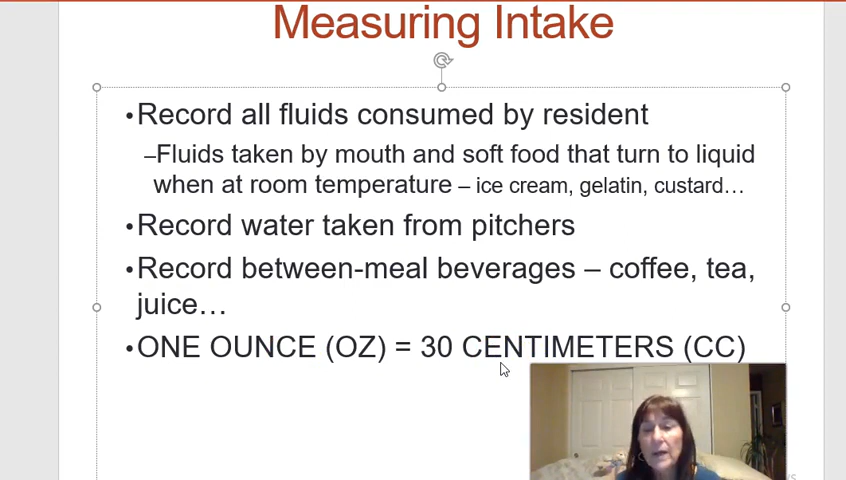 Measuring Intake
•Record all fluids consumed by resident
–Fluids taken by mouth and soft food that turn to liquid
when at room temperature – ice cream, gelatin, custard…
•Record water taken from pitchers
•Record between-meal beverages – coffee, tea,
juice…
•ONE OUNCE (OZ) = 30 CENTIMETERS (CC)